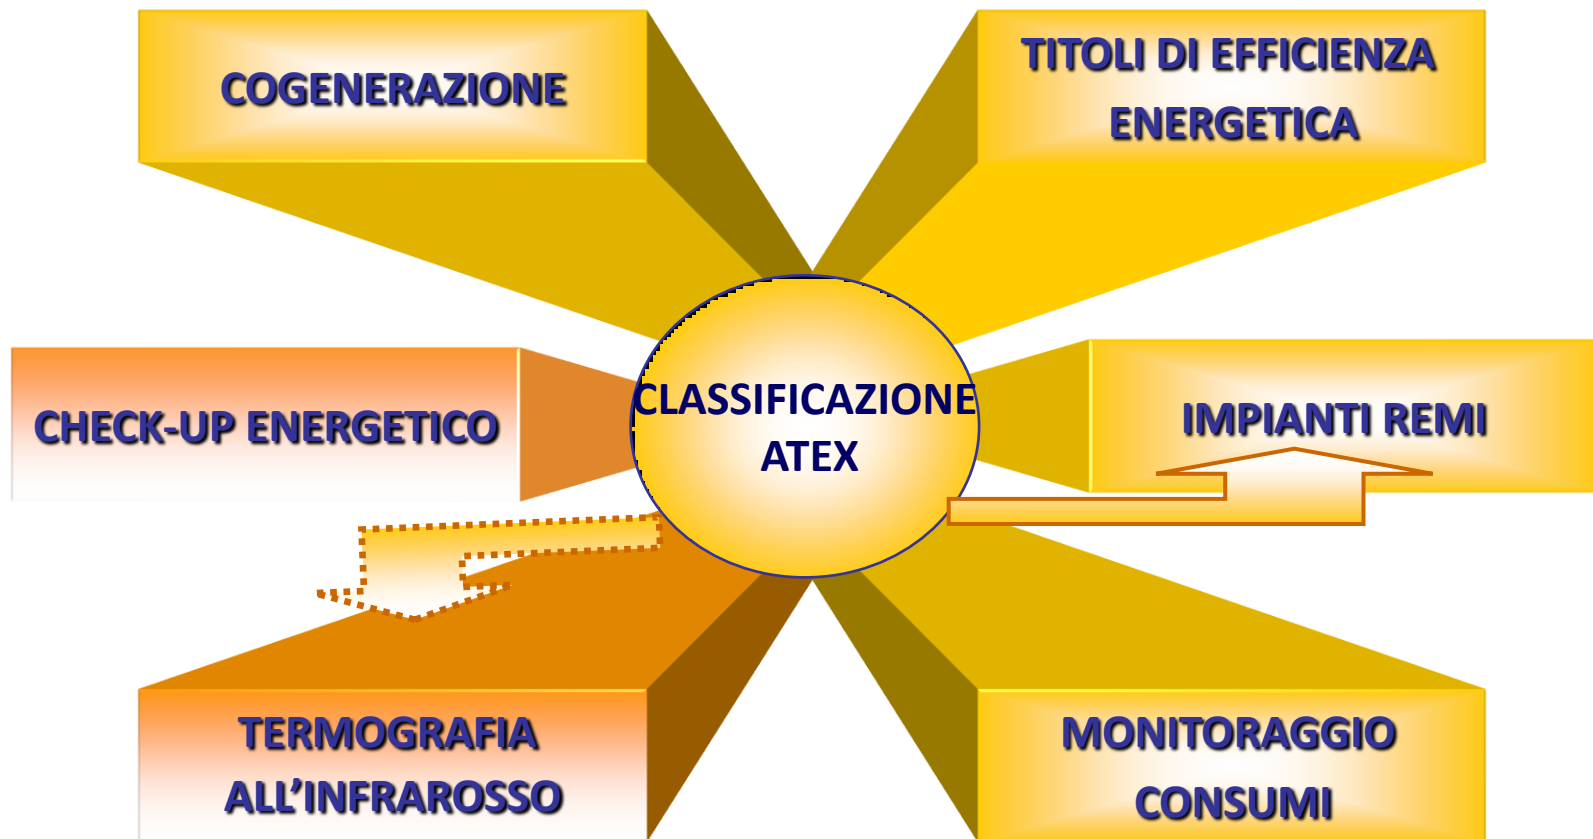 COGENERAZIONE
TITOLI DI EFFICIENZA
ENERGETICA
CHECK-UP ENERGETICO
CLASSIFICAZIONE
ATEX
IMPIANTI REMI
TERMOGRAFIA
ALL’INFRAROSSO
MONITORAGGIO
CONSUMI